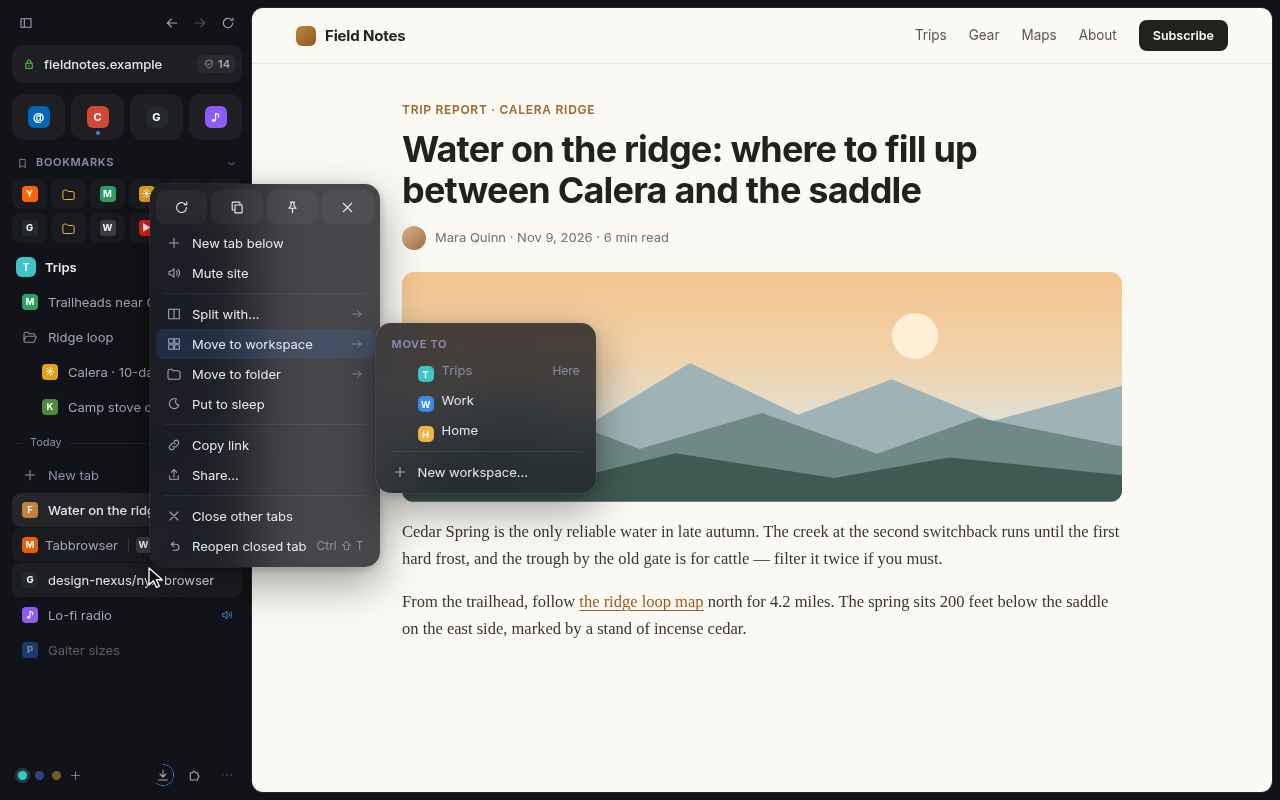 fieldnotes.example
14
@
C
G
BOOKMARKS
Y
M
G
W
T Trips
M Trailheads near
Ridge loop
Calera · 10-da
K Camp stove
Today
New tab
F Water on the ridg
M Tabbrowser
W
G design-nexus/ browser
Lo-fi radio
P Gaiter sizes
New tab below
Mute site
Split with...
Move to workspace
Move to folder
Put to sleep
Copy link
Share...
Close other tabs
Reopen closed tab Ctrl ⇧ T
MOVE TO
T Trips Here
W Work
H Home
New workspace...
Field Notes
Trips
Gear
Maps
About
Subscribe
TRIP REPORT · CALERA RIDGE
Water on the ridge: where to fill up
between Calera and the saddle
Mara Quinn · Nov 9, 2026 · 6 min read
Cedar Spring is the only reliable water in late autumn. The creek at the second switchback runs until the first
hard frost, and the trough by the old gate is for cattle — filter it twice if you must.
From the trailhead, follow the ridge loop map north for 4.2 miles. The spring sits 200 feet below the saddle
on the east side, marked by a stand of incense cedar.